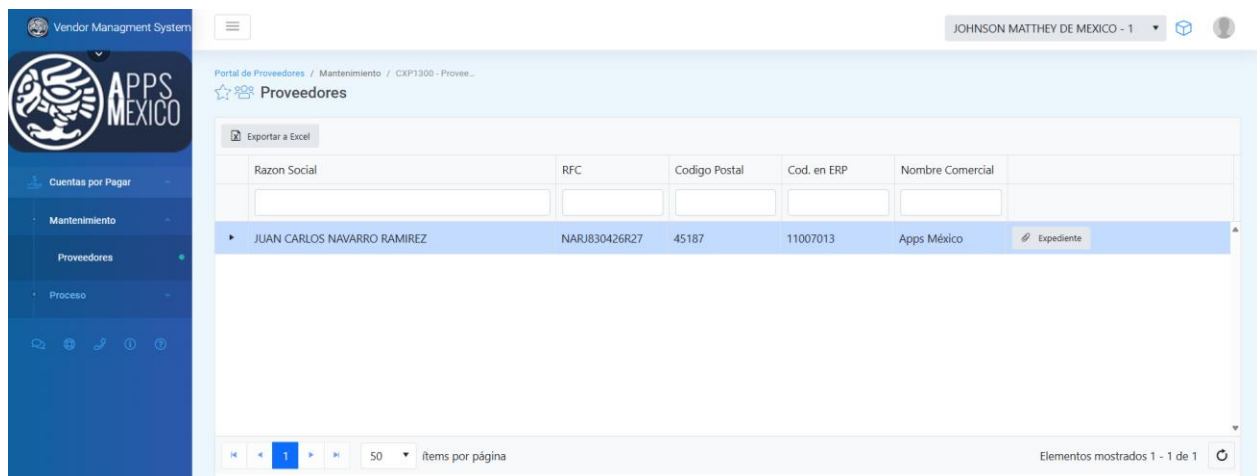 Vendor Managment System
JOHNSON MATTHEY DE MEXICO - 1
APPS
MEXICO
Portal de Proveedores / Mantenimiento / CXP1300 - Provee...
Proveedores
Exportar a Excel
Razon Social RFC Codigo Postal Cod. en ERP Nombre Comercial
JUAN CARLOS NAVARRO RAMIREZ NARJ830426R27 45187 11007013 Apps México Expediente
Cuentas por Pagar
Mantenimiento
Proveedores
Proceso
1 50 ítems por página Elementos mostrados 1 - 1 de 1